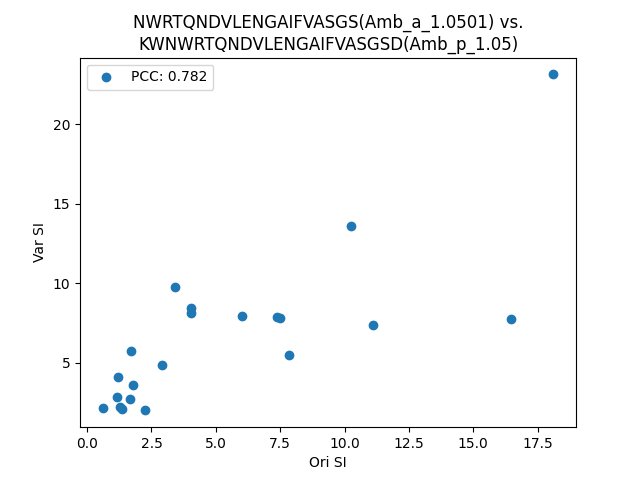 NWRTQNDVLENGAIFVASGS(Amb_a_1.0501) vs.
KWNWRTQNDVLENGAIFVASGSD(Amb_p_1.05)
PCC: 0.782
20
15
10
5
Var SI
0.0 2.5 5.0 7.5 10.0 12.5 15.0 17.5
Ori SI